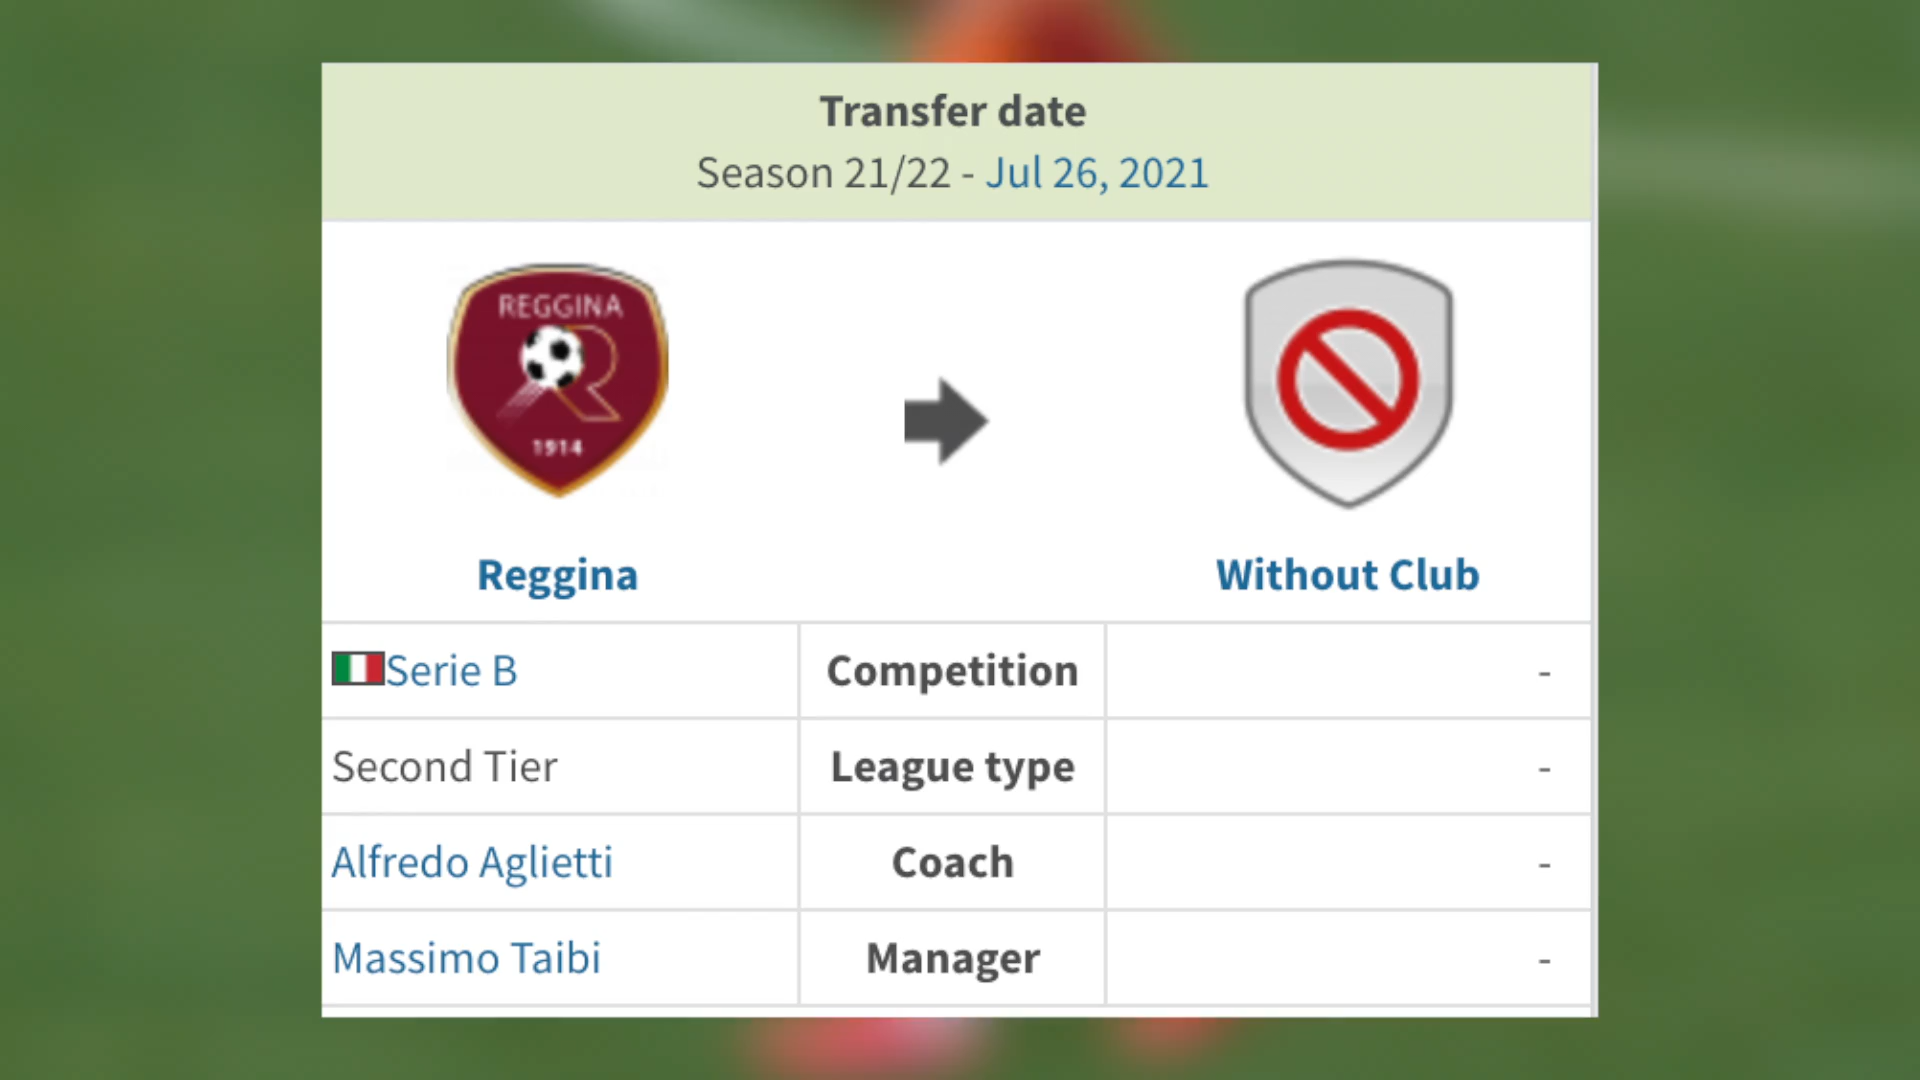 Transfer date
Season 21/22 - Jul 26, 2021
REGGINA
R
1914
Reggina
Without Club
Serie B Competition -
Second Tier League type -
Alfredo Aglietti Coach -
Massimo Taibi Manager -